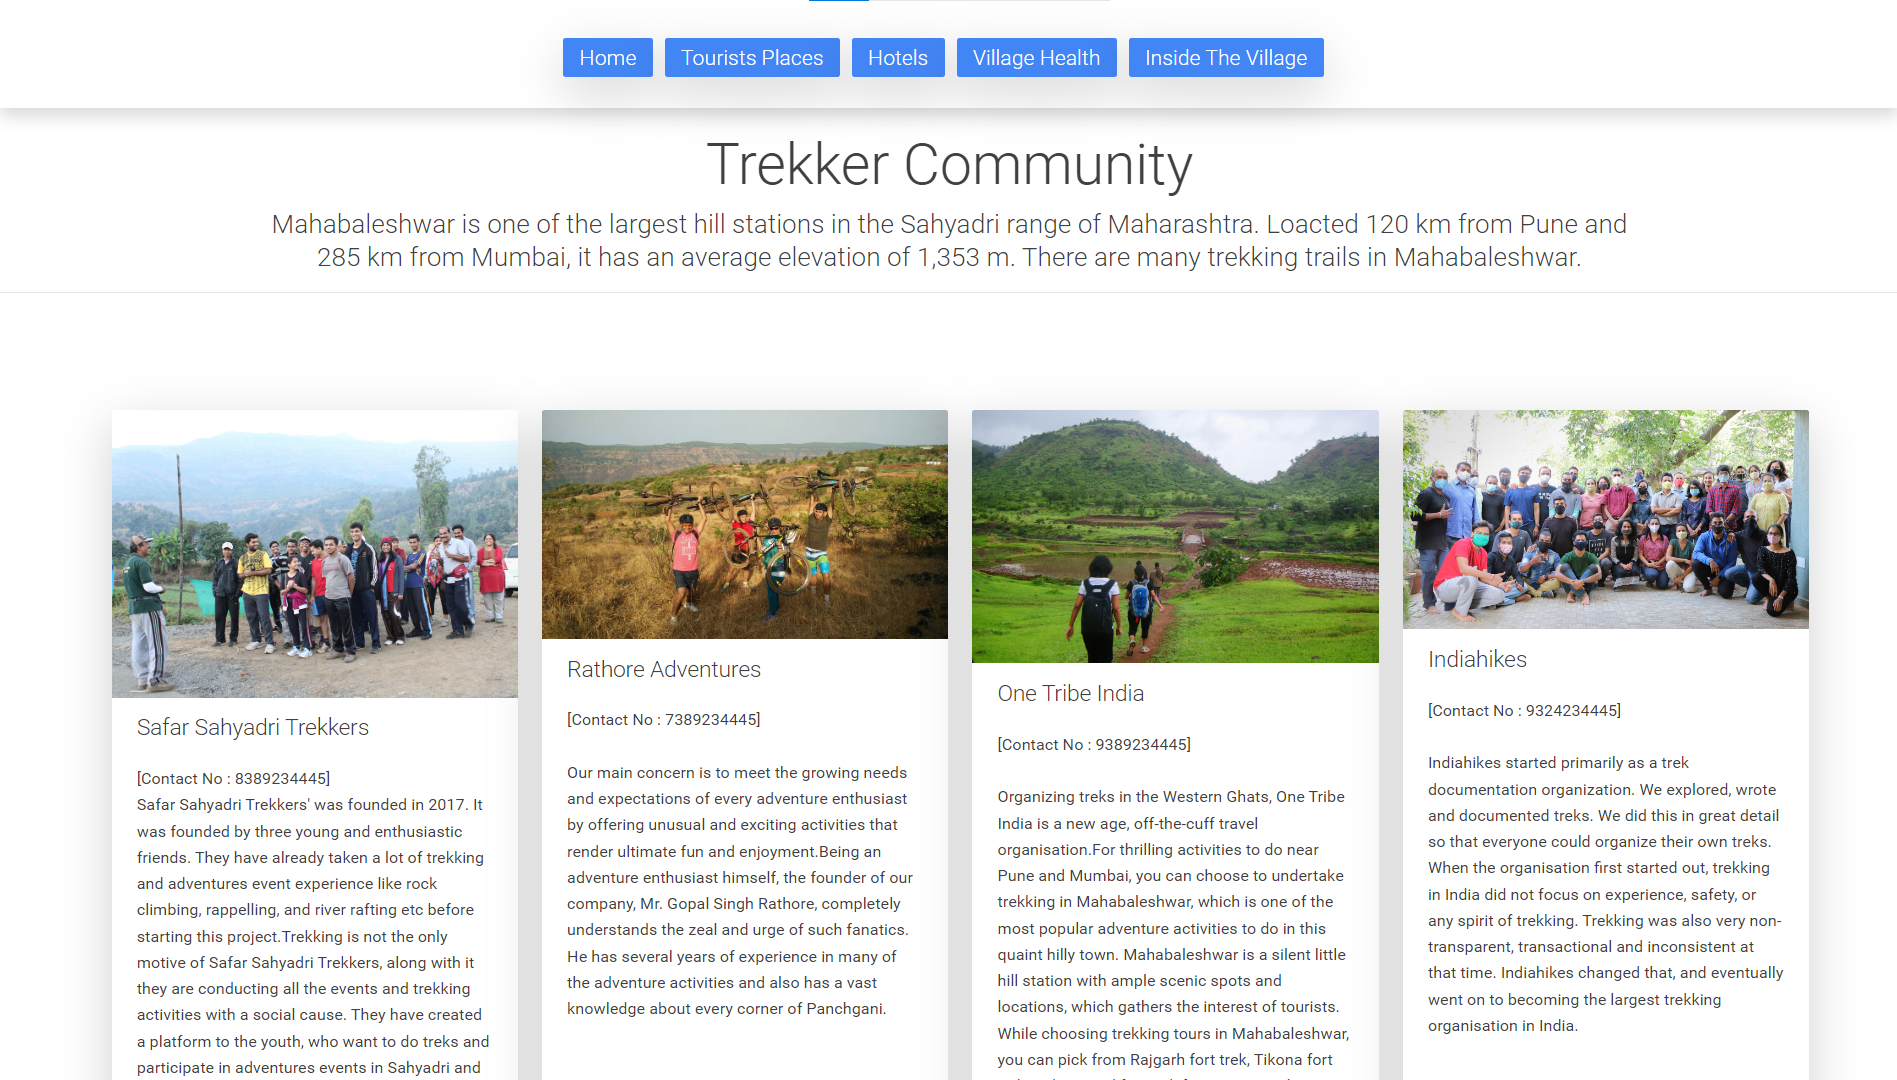 Home
Tourists Places
Hotels
Village Health
Inside The Village
Trekker Community
Mahabaleshwar is one of the largest hill stations in the Sahyadri range of Maharashtra. Loacted 120 km from Pune and
285 km from Mumbai, it has an average elevation of 1,353 m. There are many trekking trails in Mahabaleshwar.
Safar Sahyadri Trekkers
[Contact No : 8389234445]
Safar Sahyadri Trekkers' was founded in 2017. It
was founded by three young and enthusiastic
friends. They have already taken a lot of trekking
and adventures event experience like rock
climbing, rappelling, and river rafting etc before
starting this project.Trekking is not the only
motive of Safar Sahyadri Trekkers, along with it
they are conducting all the events and trekking
activities with a social cause. They have created
a platform to the youth, who want to do treks and
participate in adventures events in Sahyadri and
Rathore Adventures
[Contact No : 7389234445]
Our main concern is to meet the growing needs
and expectations of every adventure enthusiast
by offering unusual and exciting activities that
render ultimate fun and enjoyment.Being an
adventure enthusiast himself, the founder of our
company, Mr. Gopal Singh Rathore, completely
understands the zeal and urge of such fanatics.
He has several years of experience in many of
the adventure activities and also has a vast
knowledge about every corner of Panchgani.
One Tribe India
[Contact No : 9389234445]
Organizing treks in the Western Ghats, One Tribe
India is a new age, off-the-cuff travel
organisation.For thrilling activities to do near
Pune and Mumbai, you can choose to undertake
trekking in Mahabaleshwar, which is one of the
most popular adventure activities to do in this
quaint hilly town. Mahabaleshwar is a silent little
hill station with ample scenic spots and
locations, which gathers the interest of tourists.
While choosing trekking tours in Mahabaleshwar,
you can pick from Rajgarh fort trek, Tikona fort
Indiahikes
[Contact No : 9324234445]
Indiahikes started primarily as a trek
documentation organization. We explored, wrote
and documented treks. We did this in great detail
so that everyone could organize their own treks.
When the organisation first started out, trekking
in India did not focus on experience, safety, or
any spirit of trekking. Trekking was also very non-
transparent, transactional and inconsistent at
that time. Indiahikes changed that, and eventually
went on to becoming the largest trekking
organisation in India.